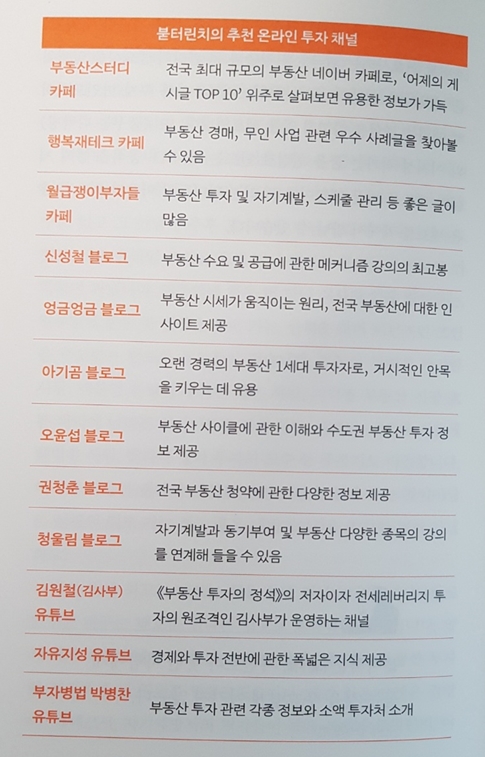 붇터린치의 추천 온라인 투자 채널
부동산스터디
카페
전국 최대 규모의 부동산 네이버 카페로, ‘어제의 게
시글 TOP 10’ 위주로 살펴보면 유용한 정보가 가득
행복재테크 카페
부동산 경매, 무인 사업 관련 우수 사례글을 찾아볼
수 있음
월급쟁이부자들
카페
부동산 투자 및 자기계발, 스케줄 관리 등 좋은 글이
많음
신성철 블로그
부동산 수요 및 공급에 관한 메커니즘 강의의 최고봉
엉금엉금 블로그
부동산 시세가 움직이는 원리, 전국 부동산에 대한 인
사이트 제공
아기곰 블로그
오랜 경력의 부동산 1세대 투자자로, 거시적인 안목
을 키우는 데 유용
오윤섭 블로그
부동산 사이클에 관한 이해와 수도권 부동산 투자 정
보 제공
권청춘 블로그
전국 부동산 청약에 관한 다양한 정보 제공
청울림 블로그
자기계발과 동기부여 및 부동산 다양한 종목의 강의
를 연계해 들을 수 있음
김원철(김사부)
유튜브
《부동산 투자의 정석》의 저자이자 전세레버리지 투
자의 원조격인 김사부가 운영하는 채널
자유지성 유튜브
경제와 투자 전반에 관한 폭넓은 지식 제공
부자병법 박병찬
유튜브
부동산 투자 관련 각종 정보와 소액 투자처 소개